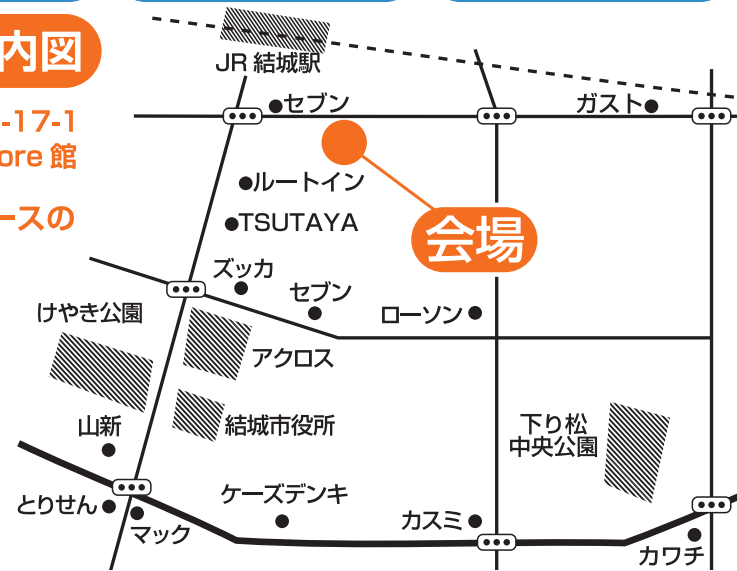 内図
-17-1
ore 館
ースの
JR 結城駅
セブン
ガスト
ルートイン
TSUTAYA
会場
ズッカ
セブン
ローソン
けやき公園
アクロス
山新
結城市役所
下り松
中央公園
とりせん
マック
ケーズデンキ
カスミ
カワチ